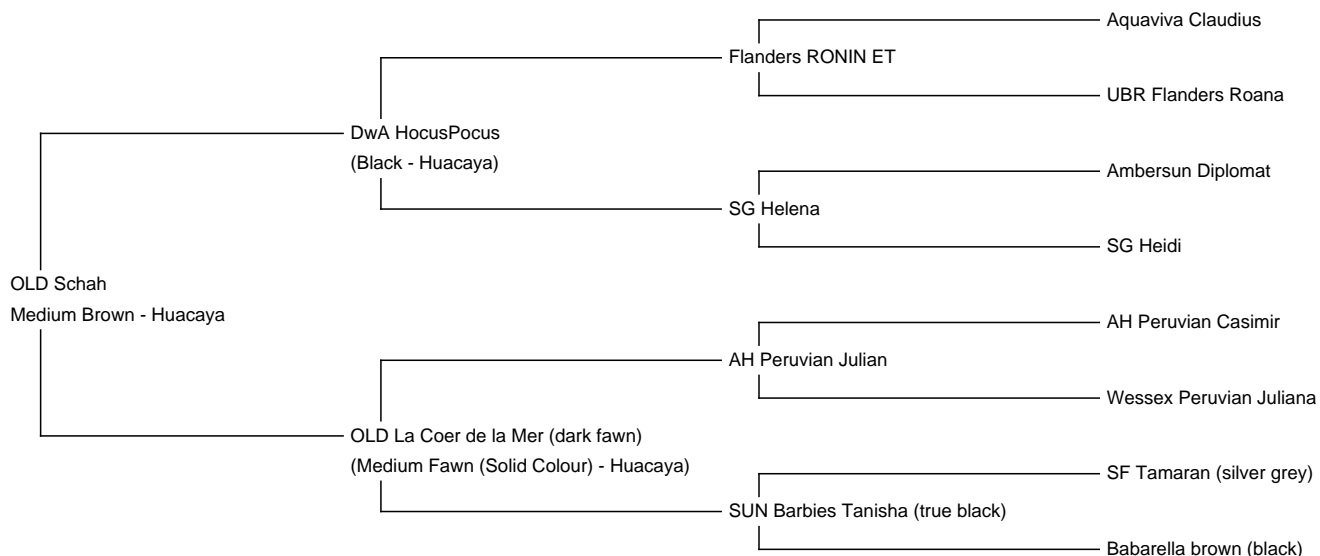 Aquaviva Claudius
Flanders RONIN ET
UBR Flanders Roana
DwA HocusPocus
(Black - Huacaya)
Ambersun Diplomat
SG Helena
SG Heidi
OLD Schah
Medium Brown - Huacaya
AH Peruvian Casimir
AH Peruvian Julian
Wessex Peruvian Juliana
OLD La Coer de la Mer (dark fawn)
(Medium Fawn (Solid Colour) - Huacaya)
SF Tamaran (silver grey)
SUN Barbies Tanisha (true black)
Babarella brown (black)